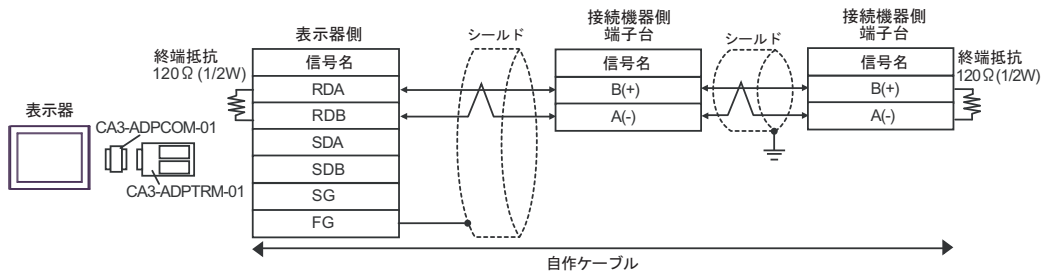 表示器
CA3-ADPCOM-01
CA3-ADPTRM-01
終端抵抗
120Ω(1/2W)
表示器側
信号名
RDA
RDB
SDA
SDB
SG
FG
シールド
接続機器側
端子台
信号名
B(+)
A(-)
シールド
接続機器側
端子台
信号名
B(+)
A(-)
終端抵抗
120Ω(1/2W)
自作ケーブル